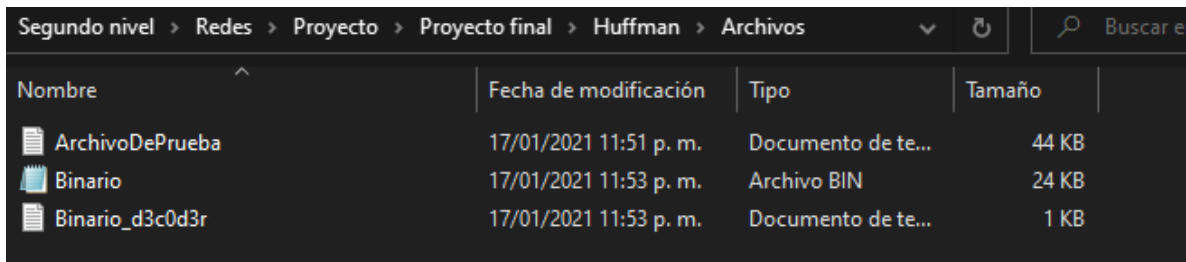 Segundo nivel > Redes > Proyecto > Proyecto final > Huffman > Archivos Buscar e
Nombre Fecha de modificación Tipo Tamaño
ArchivoDePrueba 17/01/2021 11:51 p. m. Documento de te... 44 KB
Binario 17/01/2021 11:53 p. m. Archivo BIN 24 KB
Binario_d3c0d3r 17/01/2021 11:53 p. m. Documento de te... 1 KB